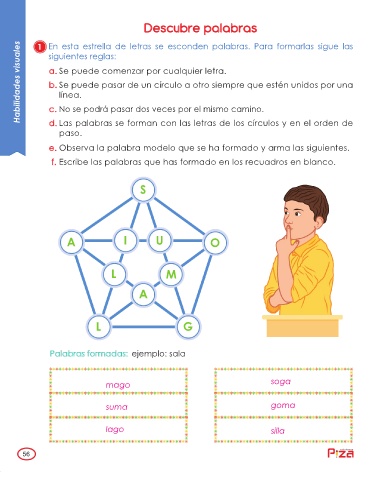 Descubre palabras
Habilidades visuales
1 En esta estrella de letras se esconden palabras. Para formarlas sigue las
siguientes reglas:
a. Se puede comenzar por cualquier letra.
b. Se puede pasar de un círculo a otro siempre que estén unidos por una
línea.
c. No se podrá pasar dos veces por el mismo camino.
d. Las palabras se forman con las letras de los círculos y en el orden de
paso.
e. Observa la palabra modelo que se ha formado y arma las siguientes.
f. Escribe las palabras que has formado en los recuadros en blanco.
S
A I U O
L M
A
L G
Palabras formadas: ejemplo: sala
mago
soga
suma
goma
lago
silla
56
Piza